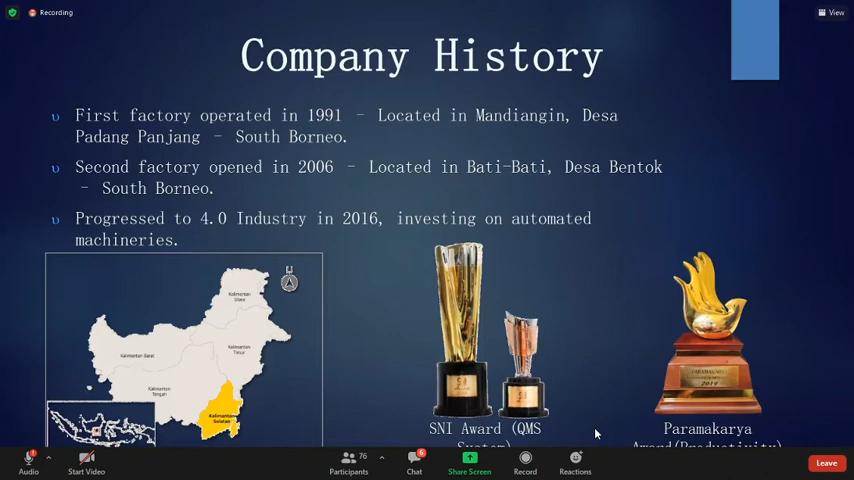 Recording
View
Company History
υ First factory operated in 1991 – Located in Mandiangin, Desa
Padang Panjang – South Borneo.
υ Second factory opened in 2006 – Located in Bati-Bati, Desa Bentok
– South Borneo.
υ Progressed to 4.0 Industry in 2016, investing on automated
machineries.
Kalimantan
Utara
Kalimantan
Timur
Kalimantan Barat
Kalimantan
Tengah
Kalimantan
Selatan
PARAMAKARYA
2019
SNI Award (QMS
System)
Paramakarya
Award(Productivity)
Audio
Start Video
76
Participants
6
Chat
Share Screen
Record
Reactions
Leave